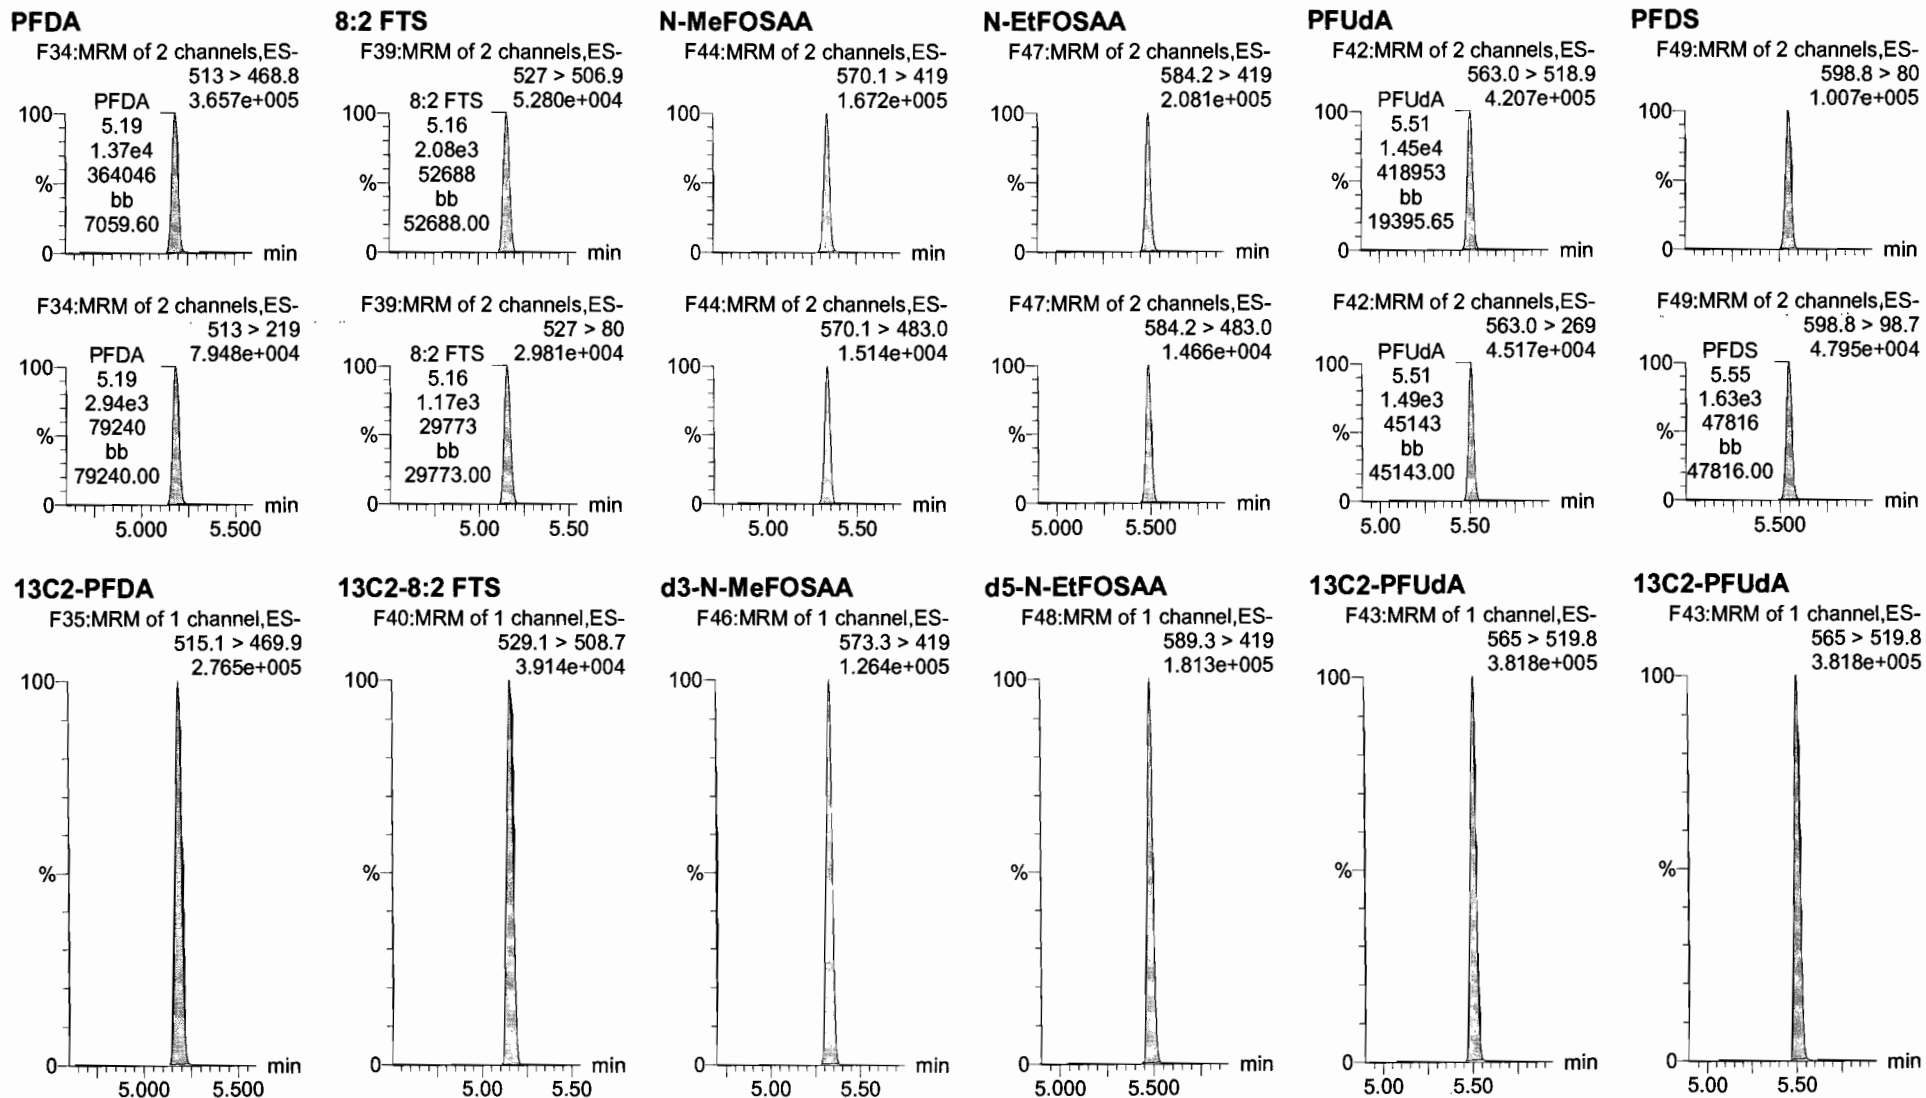 PFDA
F34:MRM of 2 channels,ES-
513 > 468.8
3.657e+005
100
PFDA
5.19
1.37e4
364046
bb
7059.60
%
0
min
8:2 FTS
F39:MRM of 2 channels,ES-
527 > 506.9
5.280e+004
100
8:2 FTS
5.16
2.08e3
52688
bb
52688.00
%
0
min
N-MeFOSAA
F44:MRM of 2 channels,ES-
570.1 > 419
1.672e+005
100
%
0
min
N-EtFOSAA
F47:MRM of 2 channels,ES-
584.2 > 419
2.081e+005
100
%
0
min
PFUdA
F42:MRM of 2 channels,ES-
563.0 > 518.9
4.207e+005
100
PFUdA
5.51
1.45e4
418953
bb
19395.65
%
0
min
PFDS
F49:MRM of 2 channels,ES-
598.8 > 80
1.007e+005
100
%
0
min
F34:MRM of 2 channels,ES-
513 > 219
7.948e+004
100
PFDA
5.19
2.94e3
79240
bb
79240.00
%
0
min
5.000 5.500
F39:MRM of 2 channels,ES-
527 > 80
2.981e+004
100
8:2 FTS
5.16
1.17e3
29773
bb
29773.00
%
0
min
5.00 5.50
F44:MRM of 2 channels,ES-
570.1 > 483.0
1.514e+004
100
%
0
min
5.00 5.50
F47:MRM of 2 channels,ES-
584.2 > 483.0
1.466e+004
100
%
0
min
5.000 5.500
F42:MRM of 2 channels,ES-
563.0 > 269
4.517e+004
100
PFUdA
5.51
1.49e3
45143
bb
45143.00
%
0
min
5.00 5.50
F49:MRM of 2 channels,ES-
598.8 > 98.7
4.795e+004
100
PFDS
5.55
1.63e3
47816
bb
47816.00
%
0
min
5.500
13C2-PFDA
F35:MRM of 1 channel,ES-
515.1 > 469.9
2.765e+005
100
%
0
min
5.000 5.500
13C2-8:2 FTS
F40:MRM of 1 channel,ES-
529.1 > 508.7
3.914e+004
100
%
0
min
5.00 5.50
d3-N-MeFOSAA
F46:MRM of 1 channel,ES-
573.3 > 419
1.264e+005
100
%
0
min
5.00 5.50
d5-N-EtFOSAA
F48:MRM of 1 channel,ES-
589.3 > 419
1.813e+005
100
%
0
min
5.000 5.500
13C2-PFUdA
F43:MRM of 1 channel,ES-
565 > 519.8
3.818e+005
100
%
0
min
5.00 5.50
13C2-PFUdA
F43:MRM of 1 channel,ES-
565 > 519.8
3.818e+005
100
%
0
min
5.00 5.50